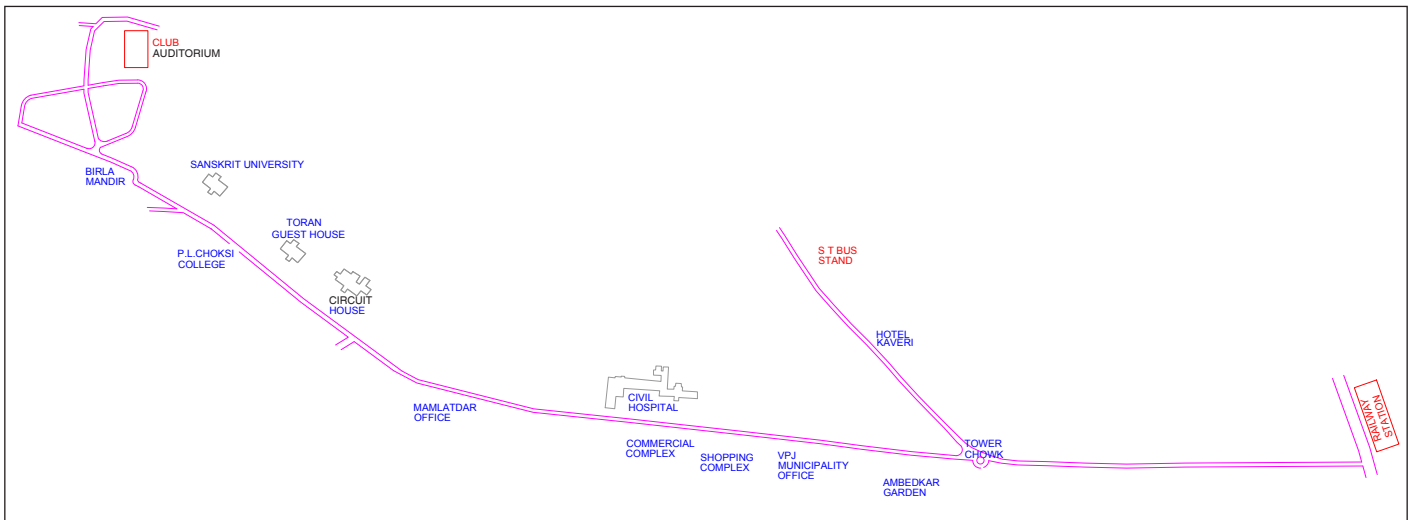 CLUB
AUDITORIUM
SANSKRIT UNIVERSITY
BIRLA
MANDIR
TORAN
GUEST HOUSE
P.L.CHOKSI
COLLEGE
S T BUS
STAND
CIRCUIT
HOUSE
HOTEL
KAVERI
CIVIL
HOSPITAL
MAMLATDAR
OFFICE
RAILWAY
STATION
COMMERCIAL
COMPLEX
SHOPPING
COMPLEX
VPJ
MUNICIPALITY
OFFICE
TOWER
CHOWK
AMBEDKAR
GARDEN